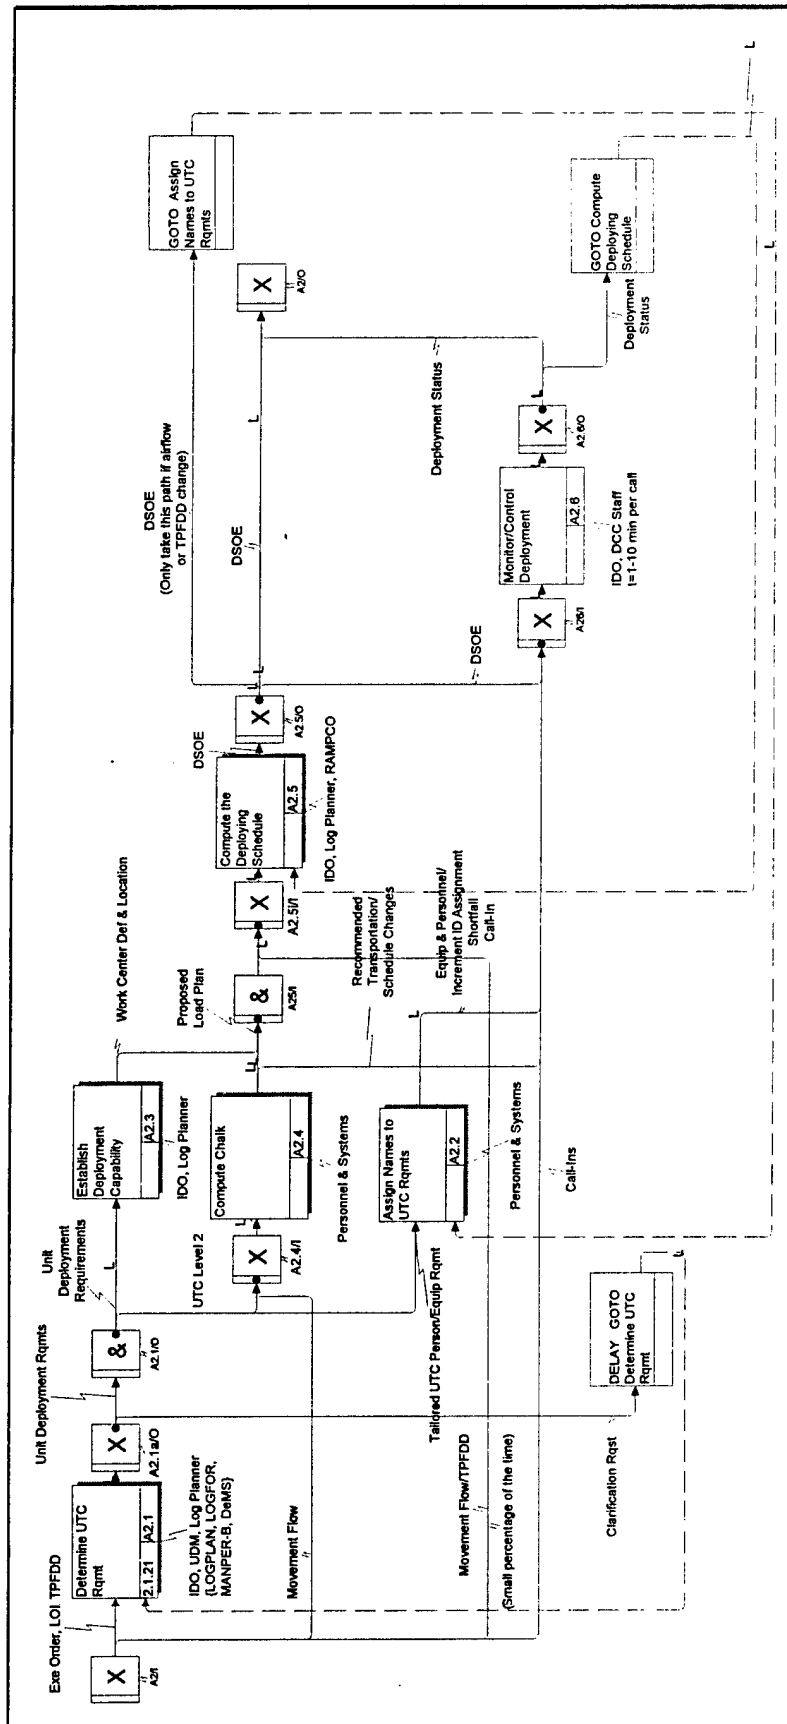 Exe Order, LOI, TPFDD
X
A2/I
Determine UTC
Rqmt
2.1.21
A2.1
IDO, UDM, Log Planner
{LOGPLAN, LOGFOR,
MANPER-B, DeMS}
X
A2.1a/O
Unit Deployment Rqmts
&
A2.1/O
Unit
Deployment
Requirements
L
Establish
Deployment
Capability
A2.3
IDO, Log Planner
Work Center Def & Location
UTC Level 2
X
A2.4/I
L
Compute Chalk
A2.4
Personnel & Systems
Movement Flow
Tailored UTC Person/Equip Rqmt
Assign Names to
UTC Rqmts
A2.2
Personnel & Systems
L
Proposed
Load Plan
&
A25/I
L
X
A2.5i/I
L
Compute the
Deploying
Schedule
A2.5
IDO, Log Planner, RAMPCO
DSOE
X
A2.5/O
L
L
DSOE
(Only take this path if airflow
or TPFDD change)
DSOE
L
X
A2/O
GOTO Assign
Names to UTC
Rqmts
Recommended
Transportation/
Schedule Changes
Equip & Personnel/
Increment ID Assignment
Shortfall
Call-In
DSOE
X
A26/I
L
Monitor/Control
Deployment
A2.6
IDO, DCC Staff
t=1-10 min per call
L
X
A2.6/O
L
Deployment Status
Deployment
Status
GOTO Compute
Deploying
Schedule
L
L
L
Call-Ins
Movement Flow/TPFDD
(Small percentage of the time)
Clarification Rqst
DELAY GOTO
Determine UTC
Rqmt
L